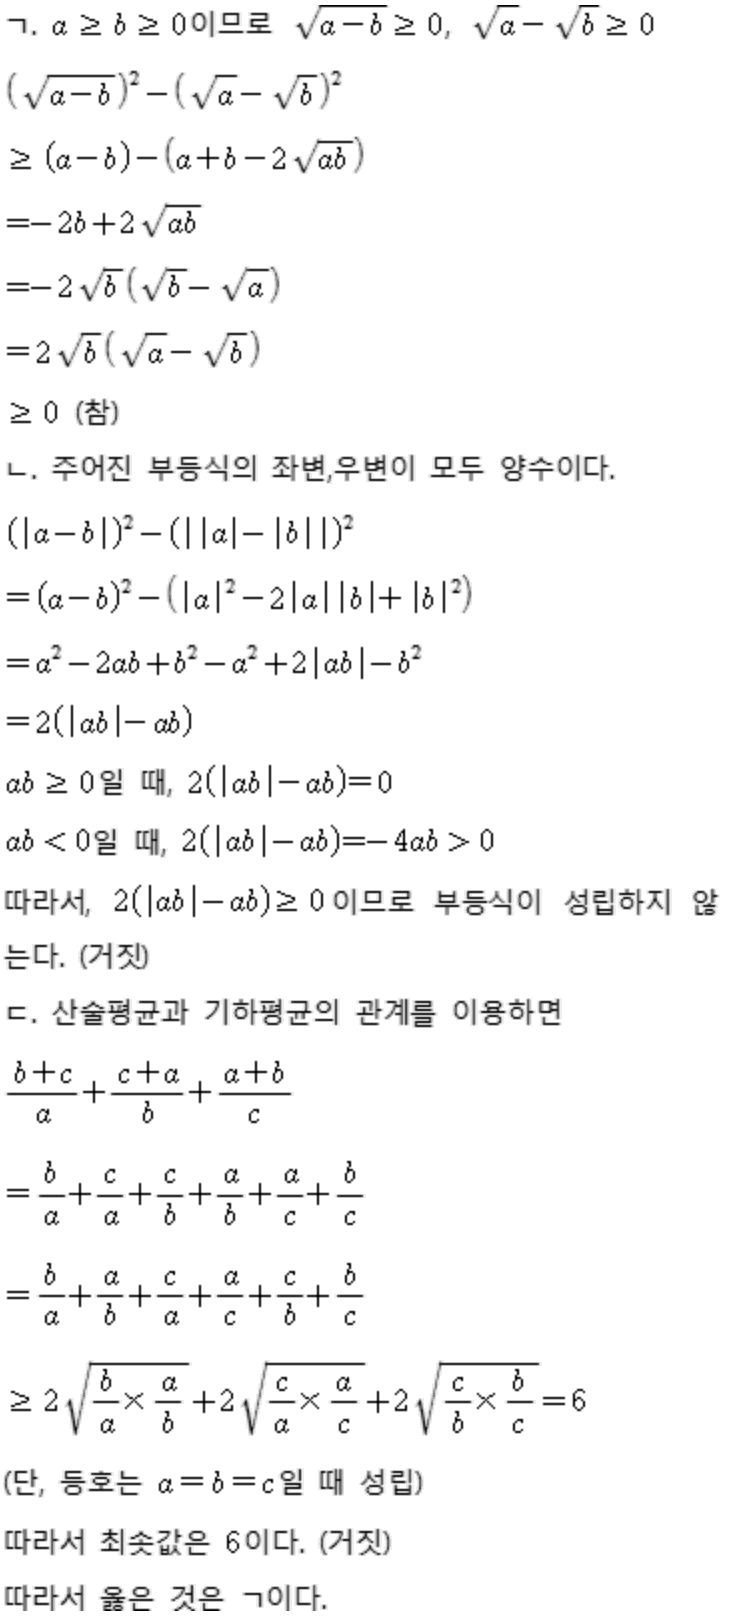 ㄱ. a ≥ b ≥ 0이므로 √(a−b) ≥ 0, √a − √b ≥ 0
(√(a−b))² − (√a − √b)²
≥ (a−b) − (a+b−2√(ab))
=−2b+2√(ab)
=−2√b(√b − √a)
=2√b(√a − √b)
≥ 0 (참)
ㄴ. 주어진 부등식의 좌변,우변이 모두 양수이다.
(|a−b|)² − (||a|−|b||)²
=(a−b)² − (|a|²−2|a||b|+|b|²)
=a²−2ab+b²−a²+2|ab|−b²
=2(|ab|−ab)
ab ≥ 0일 때, 2(|ab|−ab)=0
ab < 0일 때, 2(|ab|−ab)=−4ab > 0
따라서, 2(|ab|−ab)≥ 0이므로 부등식이 성립하지 않
는다. (거짓)
ㄷ. 산술평균과 기하평균의 관계를 이용하면
(b+c)/a + (c+a)/b + (a+b)/c
= b/a + c/a + c/b + a/b + a/c + b/c
= b/a + a/b + c/a + a/c + c/b + b/c
≥ 2√(b/a × a/b) + 2√(c/a × a/c) + 2√(c/b × b/c) = 6
(단, 등호는 a=b=c일 때 성립)
따라서 최솟값은 6이다. (거짓)
따라서 옳은 것은 ㄱ이다.